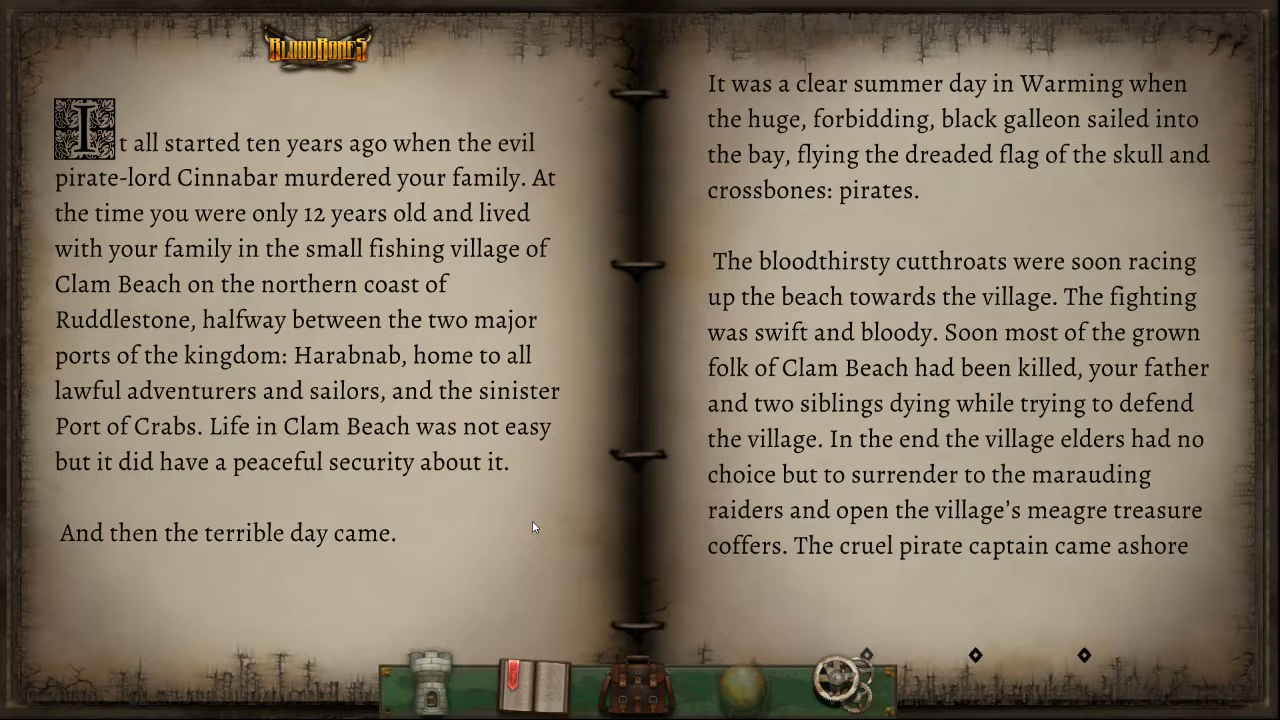 BLOODBONES
It all started ten years ago when the evil
pirate-lord Cinnabar murdered your family. At
the time you were only 12 years old and lived
with your family in the small fishing village of
Clam Beach on the northern coast of
Ruddlestone, halfway between the two major
ports of the kingdom: Harabnab, home to all
lawful adventurers and sailors, and the sinister
Port of Crabs. Life in Clam Beach was not easy
but it did have a peaceful security about it.
And then the terrible day came.
It was a clear summer day in Warming when
the huge, forbidding, black galleon sailed into
the bay, flying the dreaded flag of the skull and
crossbones: pirates.
The bloodthirsty cutthroats were soon racing
up the beach towards the village. The fighting
was swift and bloody. Soon most of the grown
folk of Clam Beach had been killed, your father
and two siblings dying while trying to defend
the village. In the end the village elders had no
choice but to surrender to the marauding
raiders and open the village's meagre treasure
coffers. The cruel pirate captain came ashore